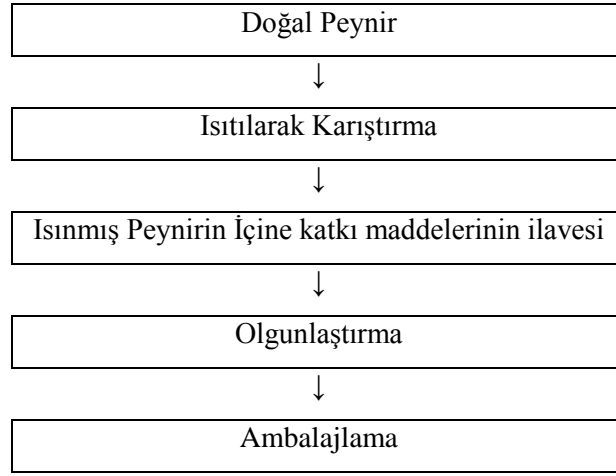 Doğal Peynir
↓
Isıtılarak Karıştırma
↓
Isınmış Peynirin İçine katkı maddelerinin ilavesi
↓
Olgunlaştırma
↓
Ambalajlama